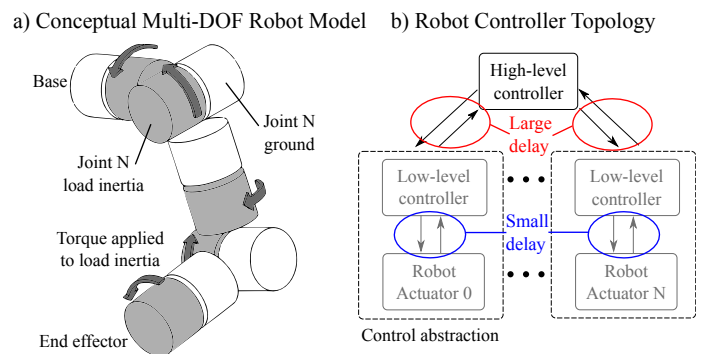 a) Conceptual Multi-DOF Robot Model
Base
Joint N
ground
Joint N
load inertia
Torque applied
to load inertia
End effector
b) Robot Controller Topology
High-level
controller
Large
delay
Low-level
controller
Low-level
controller
Small
delay
Robot
Actuator 0
Robot
Actuator N
Control abstraction